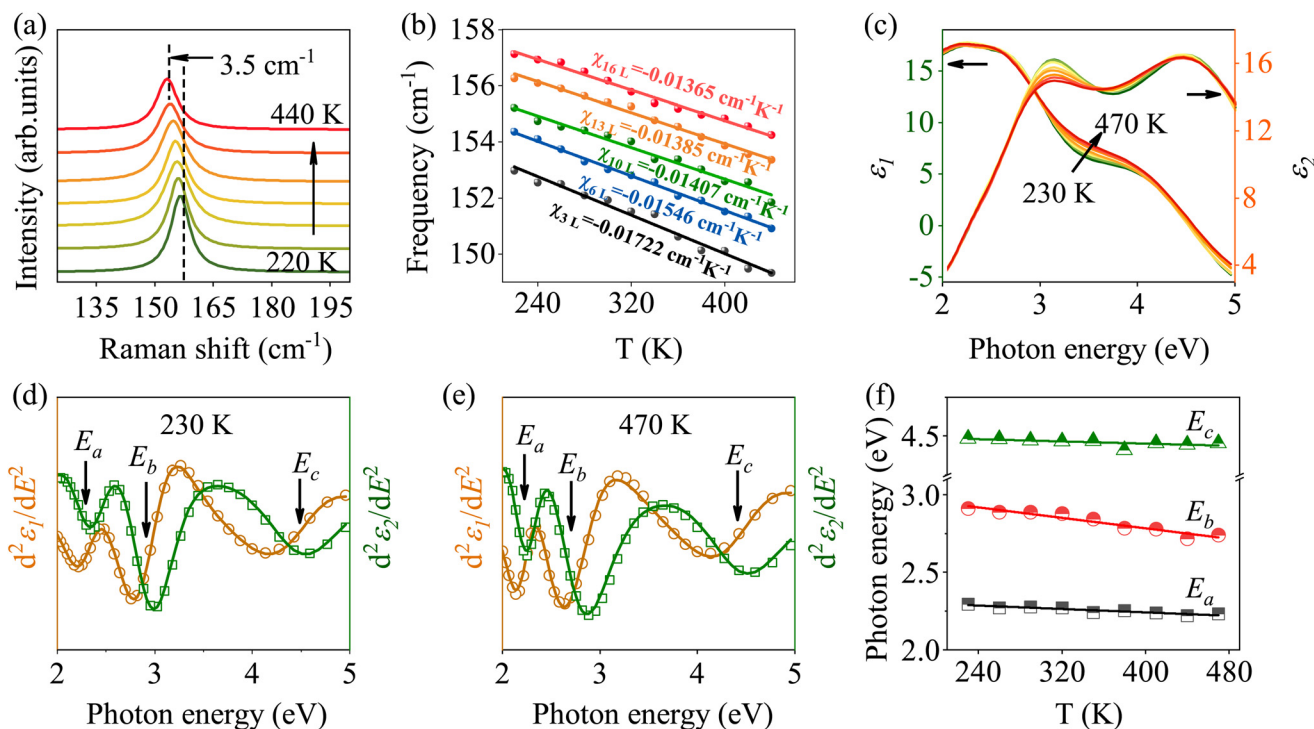 (a)
3.5 cm⁻¹
440 K
220 K
Intensity (arb.units)
135 155 165 180 195
Raman shift (cm⁻¹)
(b)
158
156
154
152
150
Frequency (cm⁻¹)
χ16 L=-0.01365 cm⁻¹K⁻¹
χ13 L=-0.01385 cm⁻¹K⁻¹
χ10 L=-0.01407 cm⁻¹K⁻¹
χ6 L=-0.01546 cm⁻¹K⁻¹
χ3 L=-0.01722 cm⁻¹K⁻¹
240 320 400
T (K)
(c)
15
10
5
0
-5
ε1
470 K
230 K
16
12
8
4
ε2
2 3 4 5
Photon energy (eV)
(d)
230 K
Ea
Eb
Ec
d²ε1/dE²
d²ε2/dE²
2 3 4 5
Photon energy (eV)
(e)
470 K
Ea
Eb
Ec
d²ε1/dE²
d²ε2/dE²
2 3 4 5
Photon energy (eV)
(f)
4.5
3.0
2.5
2.0
Photon energy (eV)
Ec
Eb
Ea
240 320 400 480
T (K)